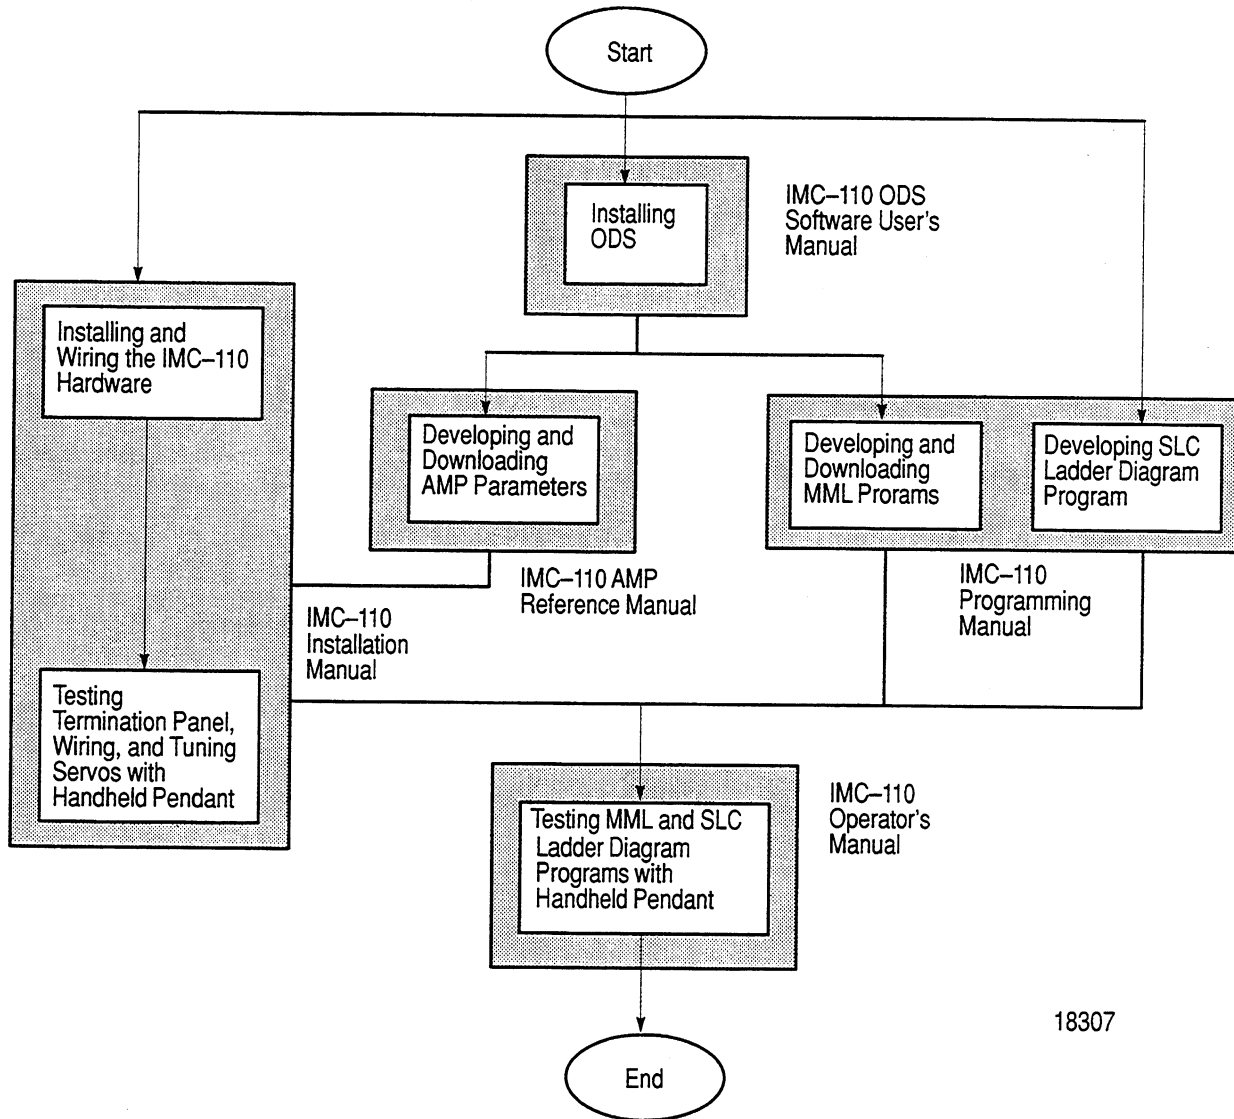 Start
Installing
ODS
IMC–110 ODS
Software User's
Manual
Installing and
Wiring the IMC–110
Hardware
Developing and
Downloading
AMP Parameters
Developing and
Downloading
MML Prorams
Developing SLC
Ladder Diagram
Program
IMC–110 AMP
Reference Manual
IMC–110
Programming
Manual
IMC–110
Installation
Manual
Testing
Termination Panel,
Wiring, and Tuning
Servos with
Handheld Pendant
Testing MML and SLC
Ladder Diagram
Programs with
Handheld Pendant
IMC–110
Operator's
Manual
18307
End